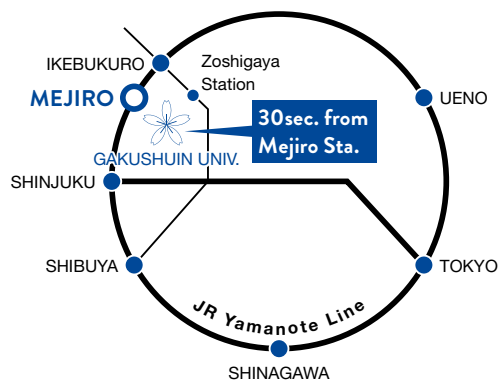 IKEBUKURO
Zoshigaya
Station
MEJIRO
UENO
30sec. from
Mejiro Sta.
GAKUSHUIN UNIV.
SHINJUKU
SHIBUYA
TOKYO
JR Yamanote Line
SHINAGAWA